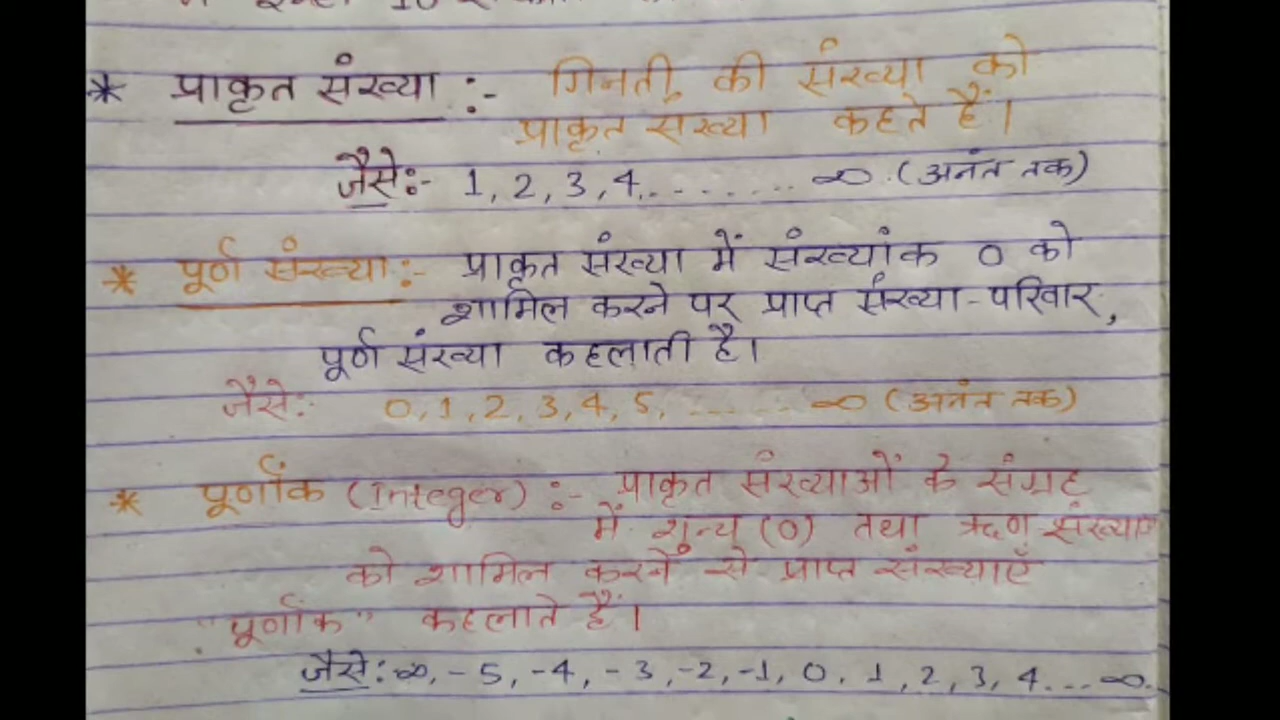 * प्राकृत संख्या :- गिनती की संख्या को
प्राकृत संख्या कहते हैं।
जैसे:- 1, 2, 3, 4, - - - - - - - ∞ (अनंत तक)
* पूर्ण संख्या :- प्राकृत संख्या में संख्यांक 0 को
शामिल करने पर प्राप्त संख्या-परिवार,
पूर्ण संख्या कहलाती है।
जैसे:- 0, 1, 2, 3, 4, 5, - - - - - - ∞ (अनंत तक)
* पूर्णांक (Integer) :- प्राकृत संख्याओं के संग्रह
में शुन्य (0) तथा ऋण
को शामिल करने से प्राप्त संख्याएँ
"पूर्णांक" कहलाते हैं।
जैसे: ∞, -5, -4, -3, -2, -1, 0, 1, 2, 3, 4. - - ∞.